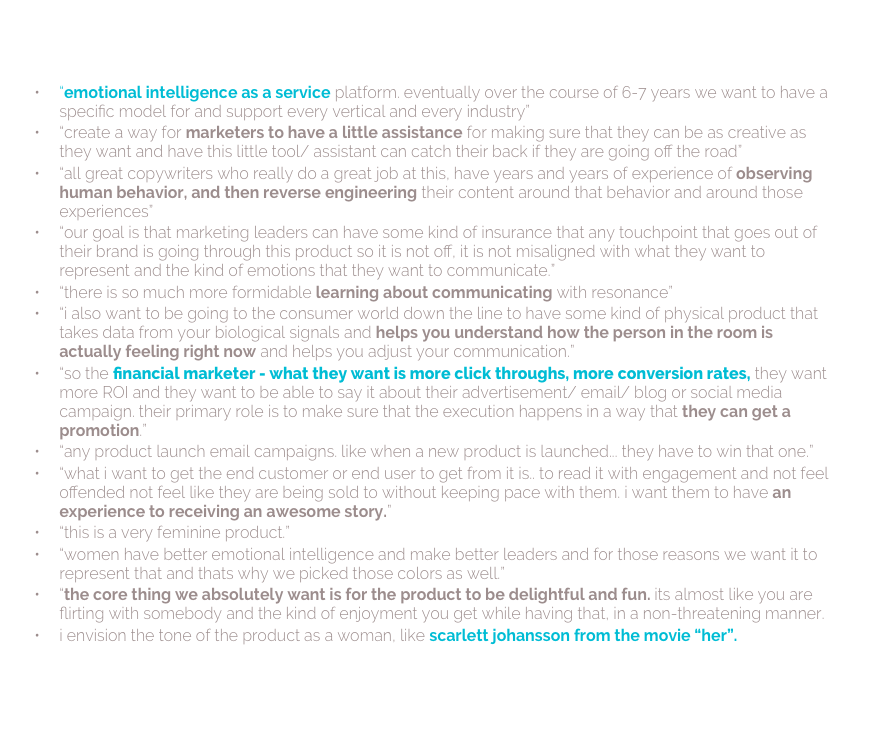 • “emotional intelligence as a service platform. eventually over the course of 6-7 years we want to have a
specific model for and support every vertical and every industry”
• “create a way for marketers to have a little assistance for making sure that they can be as creative as
they want and have this little tool/ assistant can catch their back if they are going off the road”
• “all great copywriters who really do a great job at this, have years and years of experience of observing
human behavior, and then reverse engineering their content around that behavior and around those
experiences”
• “our goal is that marketing leaders can have some kind of insurance that any touchpoint that goes out of
their brand is going through this product so it is not off, it is not misaligned with what they want to
represent and the kind of emotions that they want to communicate.”
• “there is so much more formidable learning about communicating with resonance”
• “i also want to be going to the consumer world down the line to have some kind of physical product that
takes data from your biological signals and helps you understand how the person in the room is
actually feeling right now and helps you adjust your communication.”
• “so the financial marketer - what they want is more click throughs, more conversion rates, they want
more ROI and they want to be able to say it about their advertisement/ email/ blog or social media
campaign. their primary role is to make sure that the execution happens in a way that they can get a
promotion.”
• “any product launch email campaigns. like when a new product is launched... they have to win that one.”
• “what i want to get the end customer or end user to get from it is.. to read it with engagement and not feel
offended not feel like they are being sold to without keeping pace with them. i want them to have an
experience to receiving an awesome story.”
• “this is a very feminine product.”
• “women have better emotional intelligence and make better leaders and for those reasons we want it to
represent that and thats why we picked those colors as well.”
• “the core thing we absolutely want is for the product to be delightful and fun. its almost like you are
flirting with somebody and the kind of enjoyment you get while having that, in a non-threatening manner.
• i envision the tone of the product as a woman, like scarlett johansson from the movie “her”.